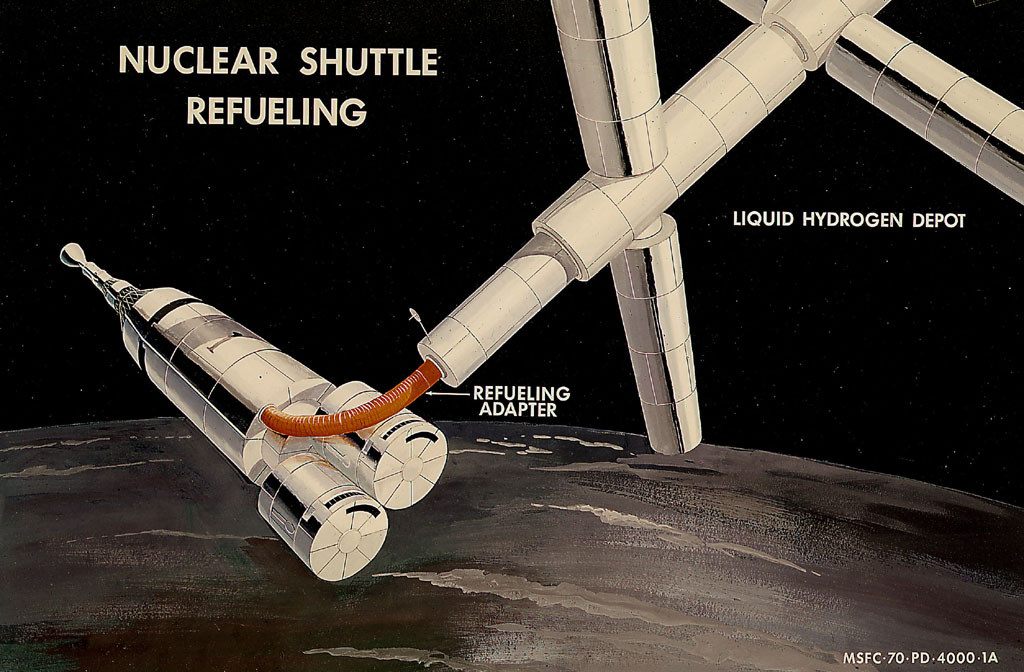 NUCLEAR SHUTTLE
REFUELING
LIQUID HYDROGEN DEPOT
REFUELING
ADAPTER
MSFC·70·PD·4000·1A